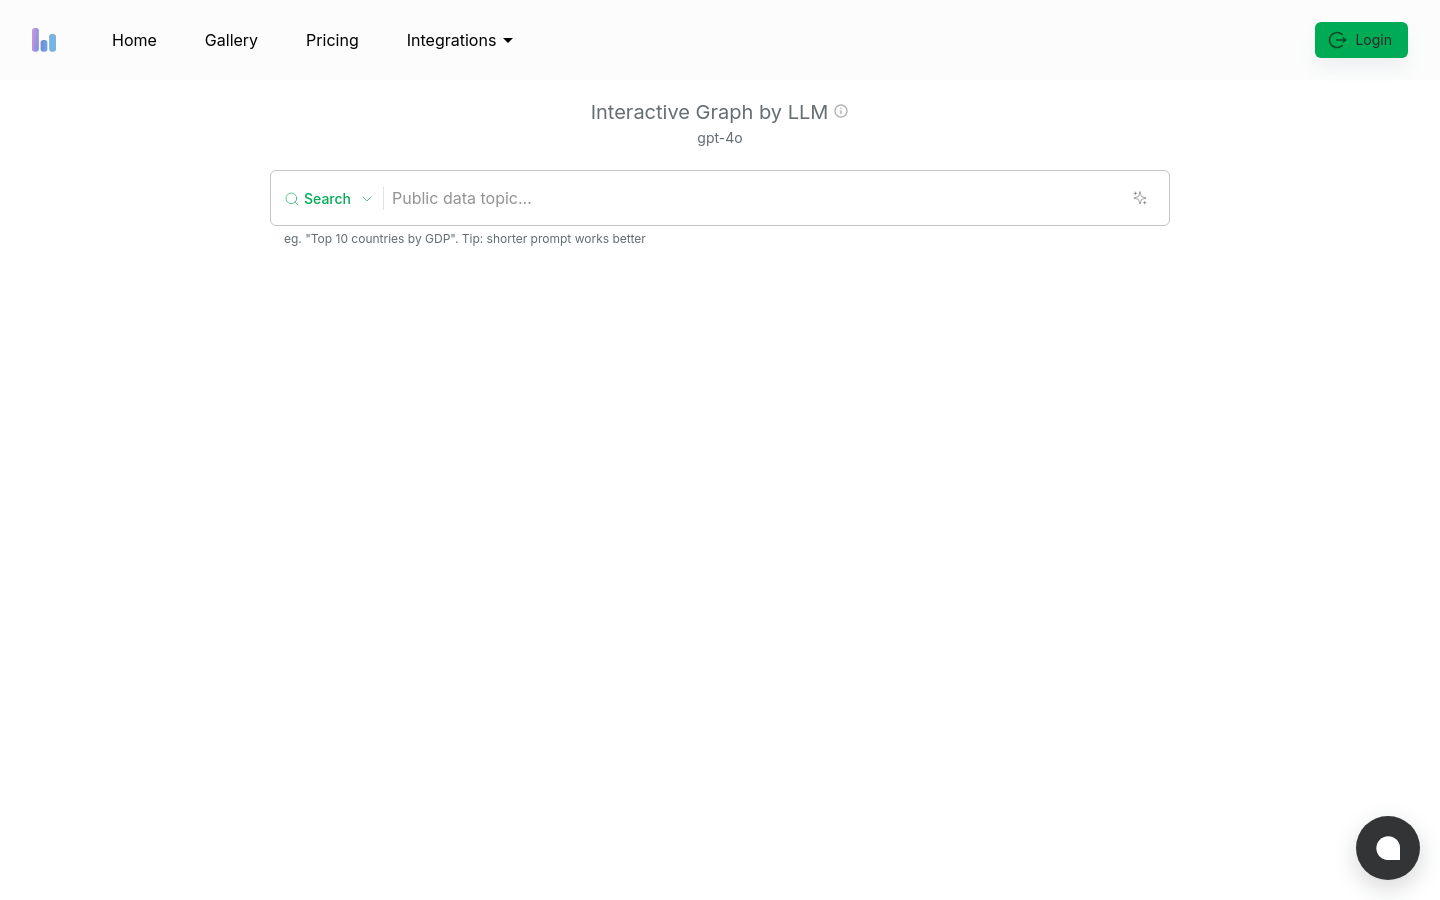 Home Gallery Pricing Integrations Login
Interactive Graph by LLM
gpt-4o
Search Public data topic...
eg. "Top 10 countries by GDP". Tip: shorter prompt works better